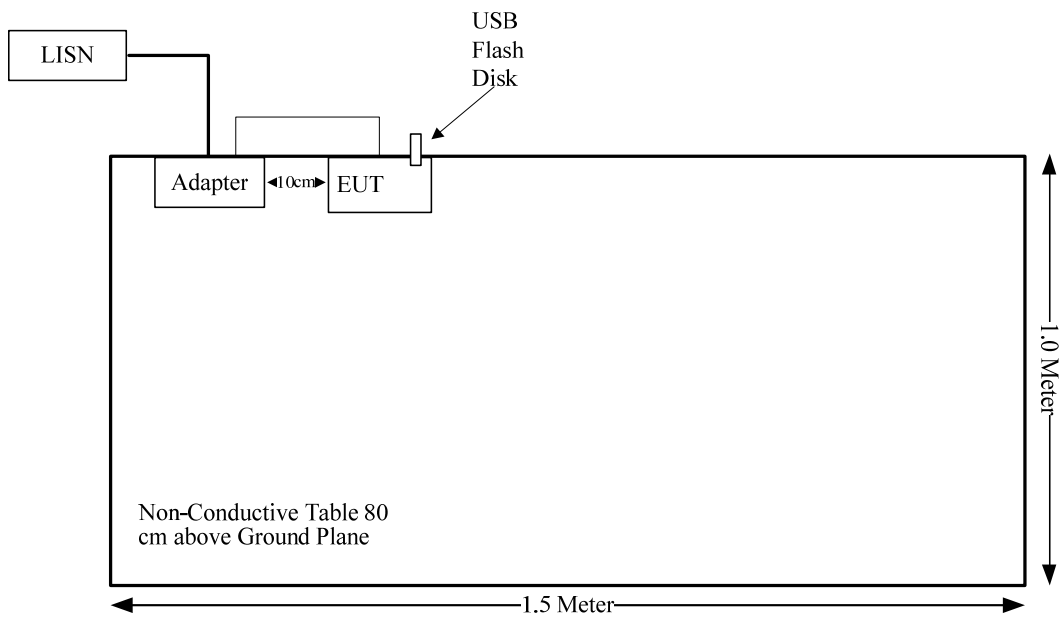 USB
Flash
Disk
LISN
Adapter
10cm
EUT
1.0 Meter
Non-Conductive Table 80
cm above Ground Plane
1.5 Meter